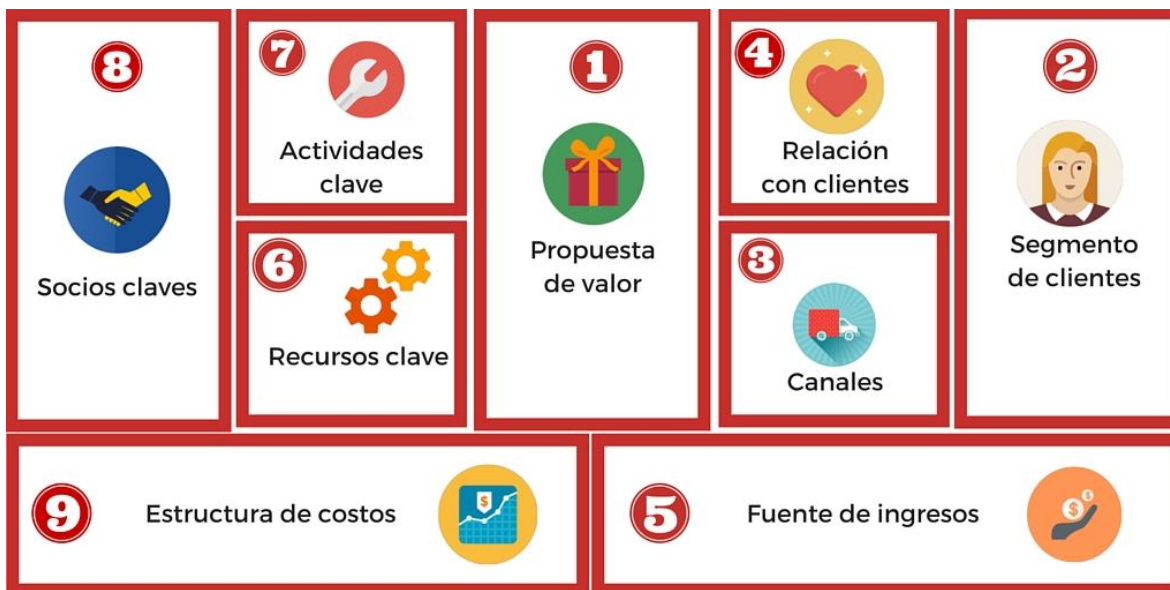 8
Socios claves
7
Actividades
clave
6
Recursos clave
1
Propuesta
de valor
4
Relación
con clientes
3
Canales
2
Segmento
de clientes
9
Estructura de costos
$
5
Fuente de ingresos
$
$